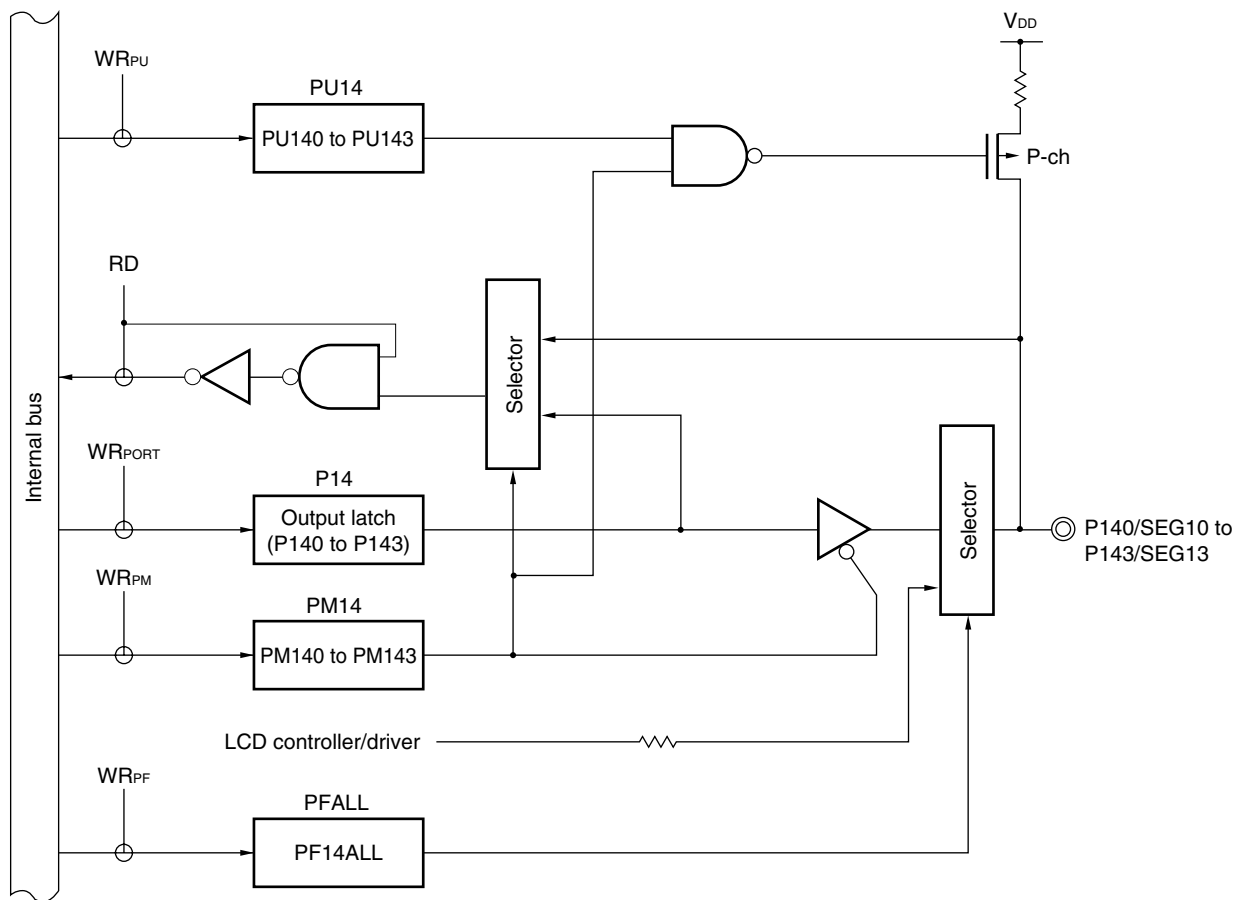 VDD
WRPU
PU14
PU140 to PU143
P-ch
RD
Selector
Internal bus
WRPORT
P14
Output latch
(P140 to P143)
Selector
P140/SEG10 to
P143/SEG13
WRPM
PM14
PM140 to PM143
LCD controller/driver
WRPF
PFALL
PF14ALL